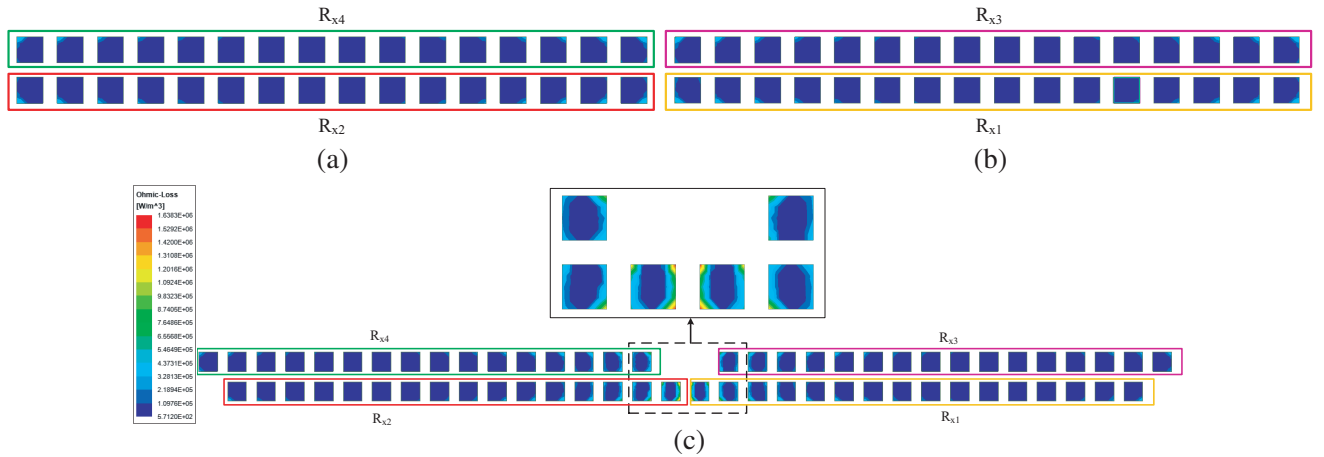 Rx4
Rx3
Rx2
Rx1
(a)
(b)
Ohmic-Loss
[W/m^3]
1.6383E+06
1.5292E+06
1.4200E+06
1.3108E+06
1.2016E+06
1.0924E+06
9.8323E+05
8.7405E+05
7.6486E+05
6.5568E+05
5.4649E+05
4.3731E+05
3.2813E+05
2.1894E+05
1.0976E+05
5.7120E+02
Rx4
Rx3
Rx2
Rx1
(c)